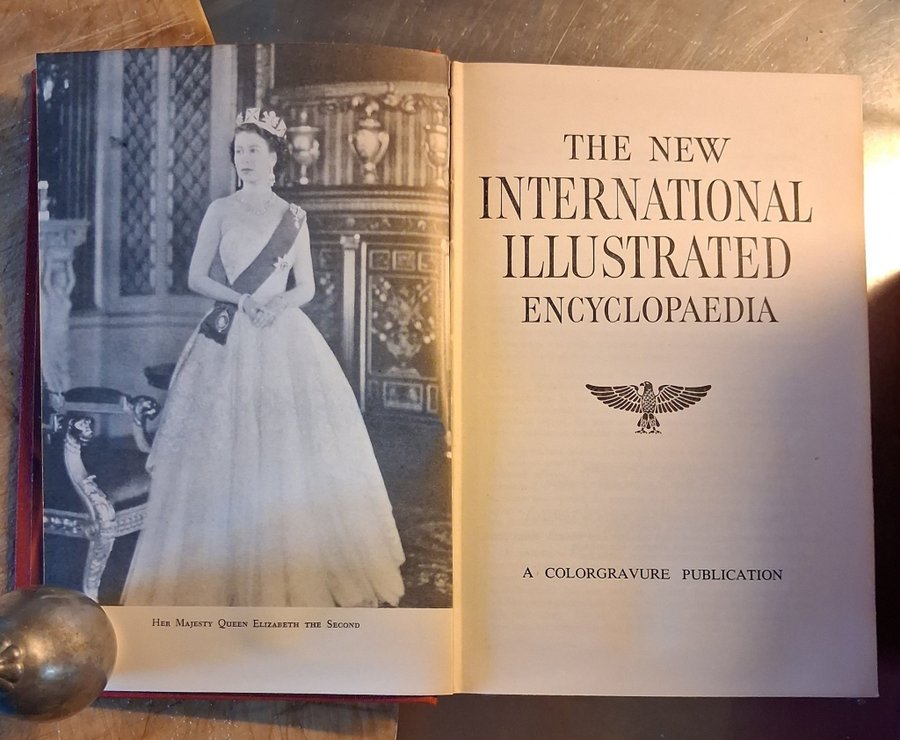 Her Majesty Queen Elizabeth the Second
THE NEW
INTERNATIONAL
ILLUSTRATED
ENCYCLOPAEDIA
A COLORGRAVURE PUBLICATION